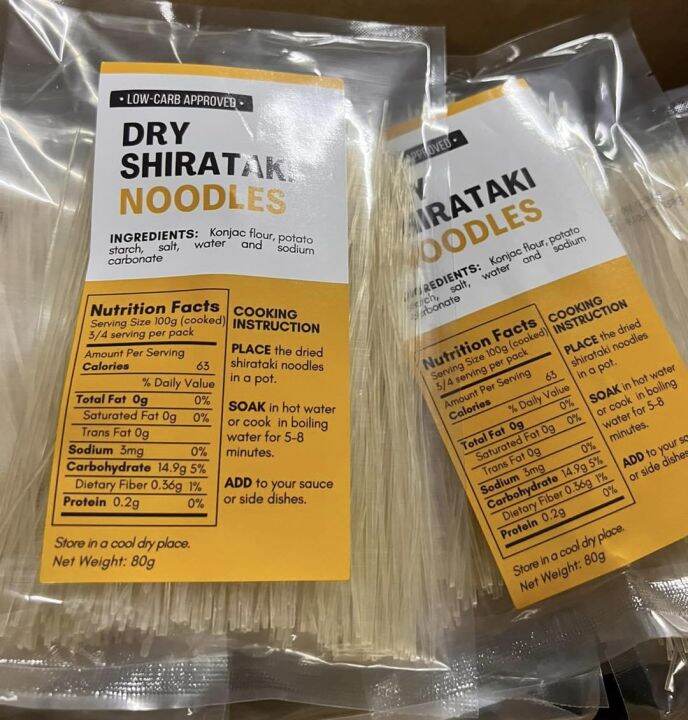 • LOW-CARB APPROVED •
DRY
SHIRATAK
NOODLES
INGREDIENTS: Konjac flour, potato
starch, salt, water and sodium
carbonate
Nutrition Facts
Serving Size 100g (cooked)
3/4 serving per pack
Amount Per Serving
Calories 63
% Daily Value
Total Fat 0g 0%
Saturated Fat 0g 0%
Trans Fat 0g
Sodium 3mg 0%
Carbohydrate 14.9g 5%
Dietary Fiber 0.36g 1%
Protein 0.2g 0%
COOKING
INSTRUCTION
PLACE the dried
shirataki noodles
in a pot.
SOAK in hot water
or cook in boiling
water for 5-8
minutes.
ADD to your sauce
or side dishes.
Store in a cool dry place.
Net Weight: 80g
APPROVED •
Y
HIRATAKI
NOODLES
INGREDIENTS: Konjac flour, potato
starch, salt, water and sodium
carbonate
Nutrition Facts
Serving Size 100g (cooked)
3/4 serving per pack
Amount Per Serving
Calories 63
% Daily Value
Total Fat 0g 0%
Saturated Fat 0g 0%
Trans Fat 0g
Sodium 3mg 0%
Carbohydrate 14.9g 5%
Dietary Fiber 0.36g 1%
Protein 0.2g 0%
COOKING
INSTRUCTION
PLACE the dried
shirataki noodles
in a pot.
SOAK in hot water
or cook in boiling
water for 5-8
minutes.
ADD to your
or side dishes.
Store in a cool dry place.
Net Weight: 80g